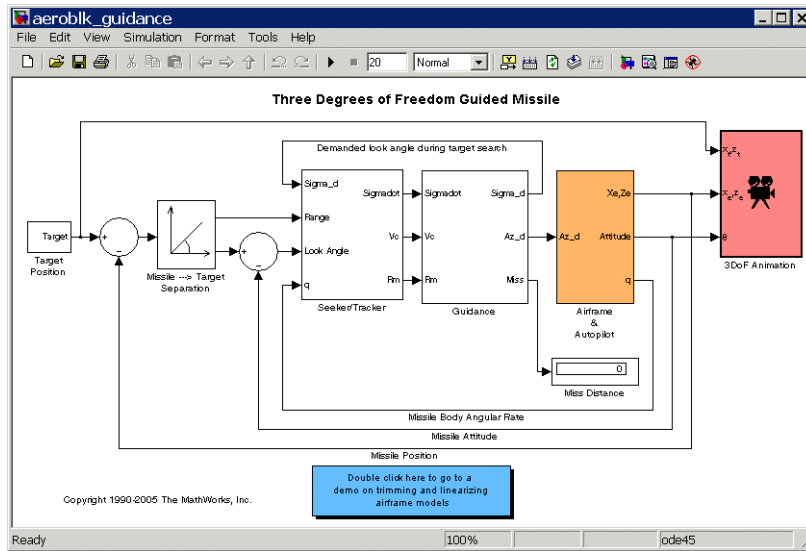 aeroblk_guidance
File Edit View Simulation Format Tools Help
20 Normal
Three Degrees of Freedom Guided Missile
Demanded look angle during target search
Sigma_d
Range
Look Angle
q
Sigmadot
Vc
Rm
Seeker/Tracker
Sigmadot
Vc
Rm
Sigma_d
Az_d
Miss
Guidance
Az_d
Xe,Ze
Attitude
q
Airframe
&
Autopilot
x_t,z_t
x_e,z_e
θ
3DoF Animation
Target
Target
Position
+
-
Missile ---> Target
Separation
+
-
0
Miss Distance
Missile Body Angular Rate
Missile Attitude
Missile Position
Double click here to go to a
demo on trimming and linearizing
airframe models
Copyright 1990-2005 The MathWorks, Inc.
Ready 100% ode45